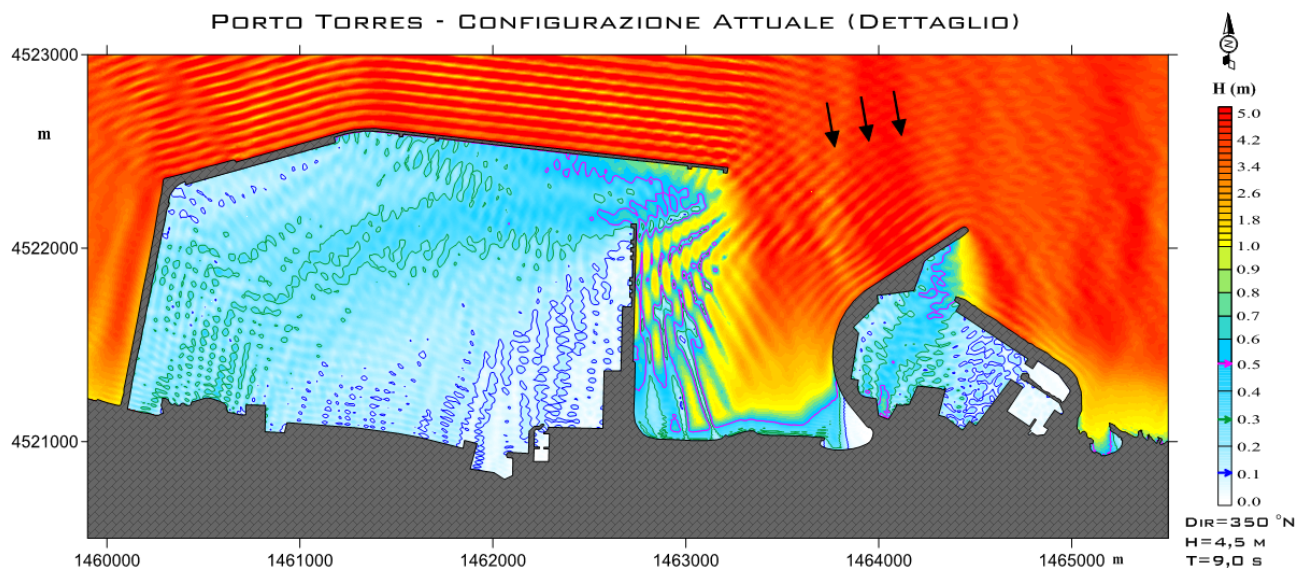 Porto Torres - Configurazione Attuale (Dettaglio)
N
4523000
m
4522000
4521000
1460000 1461000 1462000 1463000 1464000 1465000 m
H (m)
5.0
4.2
3.4
2.6
1.8
1.0
0.9
0.8
0.7
0.6
0.5
0.4
0.3
0.2
0.1
0.0
Dir=350 °N
H=4,5 m
T=9,0 s